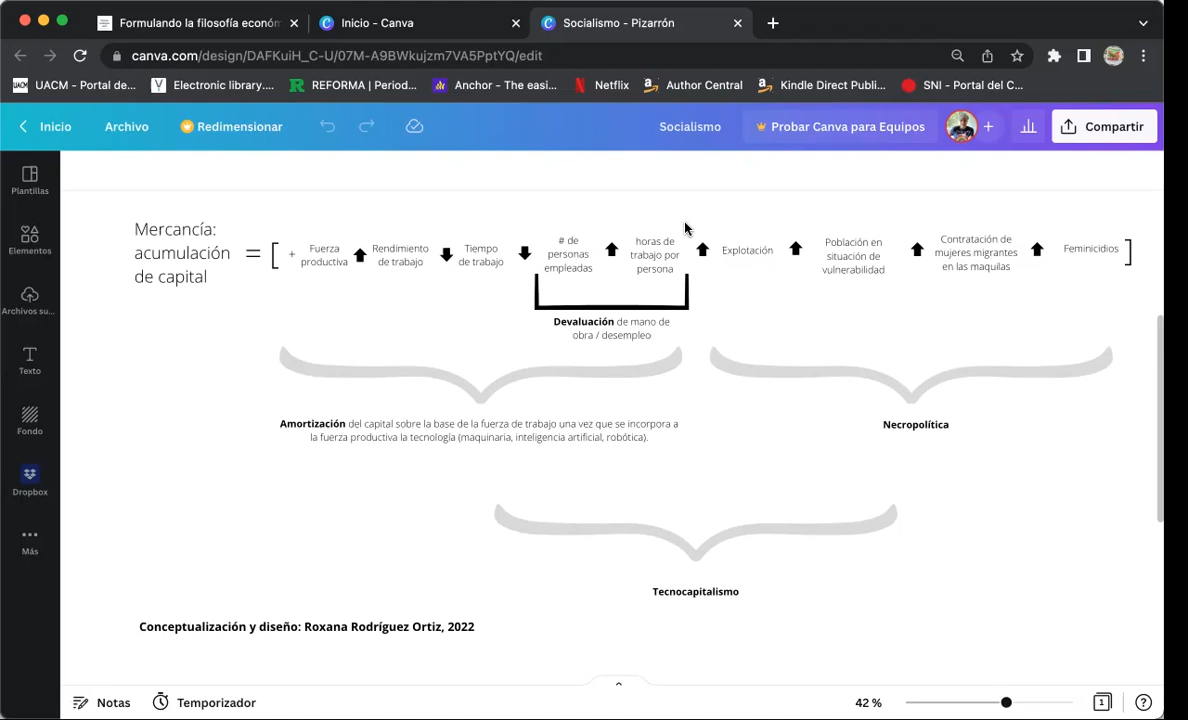 Formulando la filosofía económ
Inicio - Canva
Socialismo - Pizarrón
canva.com/design/DAFKuiH_C-U/07M-A9BWkujzm7VA5PptYQ/edit
UACM - Portal de...
Electronic library....
REFORMA | Period...
Anchor - The easi...
Netflix
Author Central
Kindle Direct Publi...
SNI - Portal del C...
Inicio
Archivo
Redimensionar
Socialismo
Probar Canva para Equipos
Compartir
Plantillas
Elementos
Archivos su...
Texto
Fondo
Dropbox
Más
Mercancía:
acumulación
de capital
=
[
+ Fuerza
productiva
Rendimiento
de trabajo
Tiempo
de trabajo
# de
personas
empleadas
horas de
trabajo por
persona
Explotación
Población en
situación de
vulnerabilidad
Contratación de
mujeres migrantes
en las maquilas
Feminicidios
]
Devaluación de mano de
obra / desempleo
Amortización del capital sobre la base de la fuerza de trabajo una vez que se incorpora a
la fuerza productiva la tecnología (maquinaria, inteligencia artificial, robótica).
Necropolítica
Tecnocapitalismo
Conceptualización y diseño: Roxana Rodríguez Ortiz, 2022
Notas
Temporizador
42 %
1
?